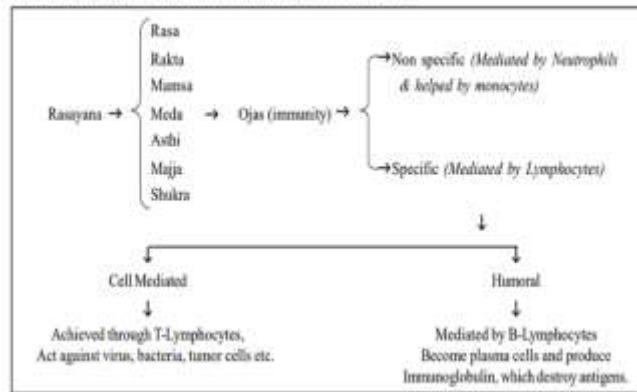 Rasa
Rakta
Mamsa
Rasayana → Meda → Ojas (immunity) →
Asthi
Majja
Shukra
→Non specific (Mediated by Neutrophils
& helped by monocytes)
→Specific (Mediated by Lymphocytes)
↓
Cell Mediated
↓
Achieved through T-Lymphocytes,
Act against virus, bacteria, tumor cells etc.
Humoral
↓
Mediated by B-Lymphocytes
Become plasma cells and produce
Immunoglobulin, which destroy antigens.